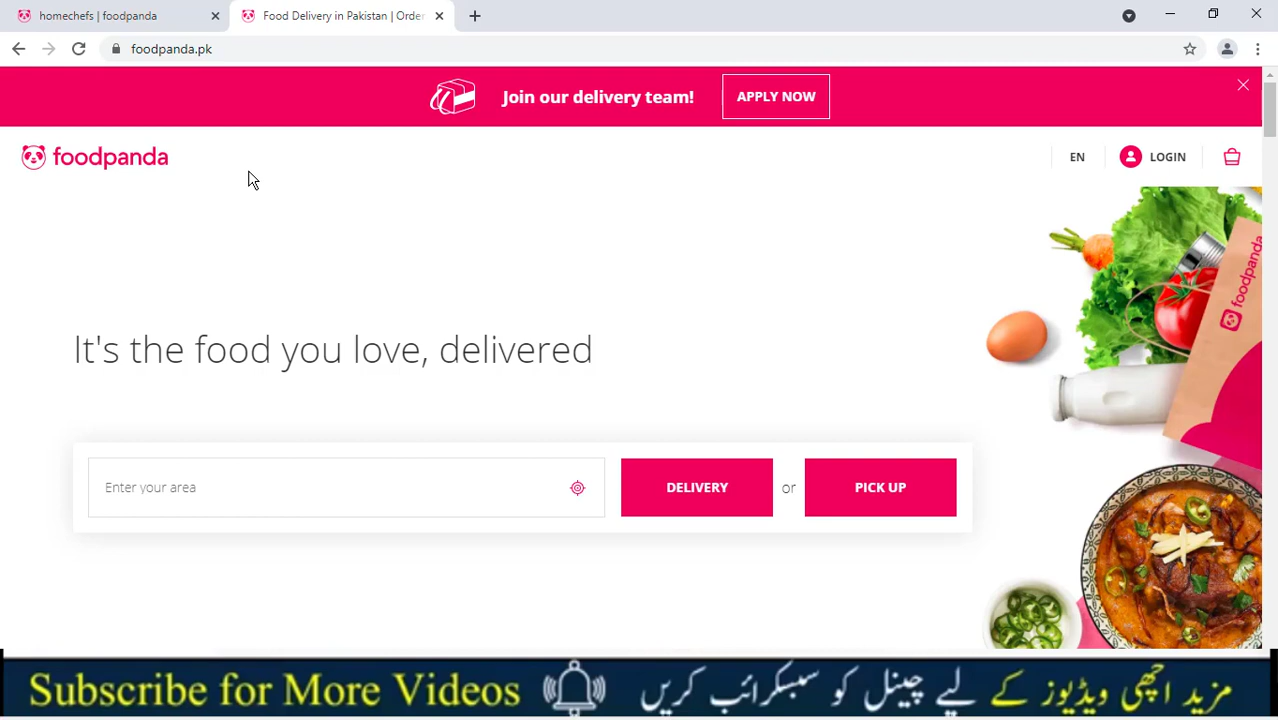 homechefs | foodpanda
Food Delivery in Pakistan | Order
foodpanda.pk
Join our delivery team!
APPLY NOW
foodpanda
EN
LOGIN
foodpanda
It's the food you love, delivered
Enter your area
DELIVERY
or
PICK UP
Subscribe for More Videos
مزید اچھی ویڈیوز کے لیے چینل کو سبسکرائب کریں